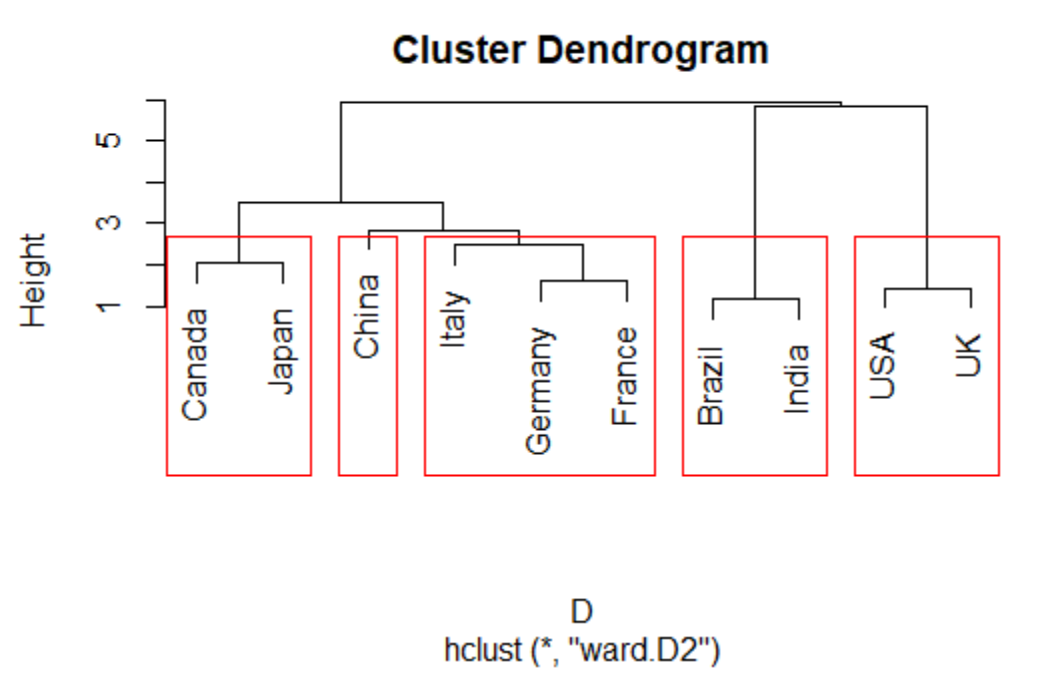 Cluster Dendrogram
Height
5
3
1
Canada
Japan
China
Italy
Germany
France
Brazil
India
USA
UK
D
hclust (*, "ward.D2")